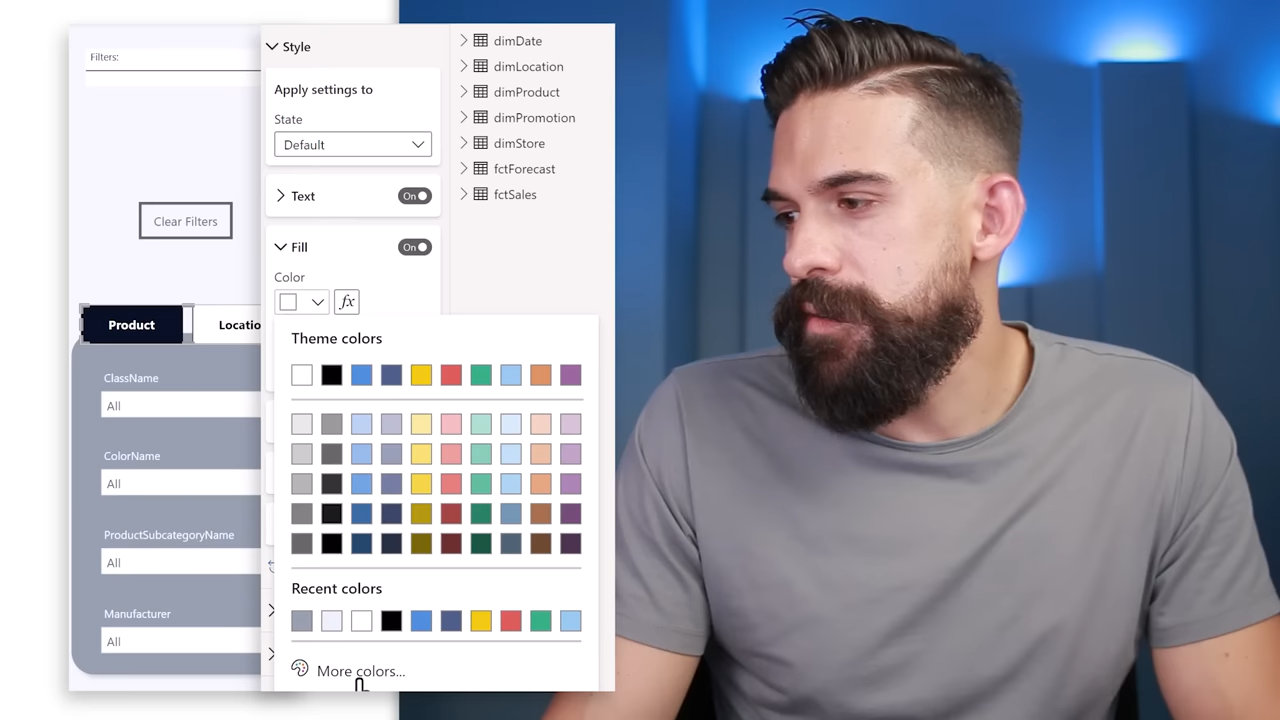 Filters:
Clear Filters
Product
Locatio
ClassName
All
ColorName
All
ProductSubcategoryName
All
Manufacturer
All
Style
Apply settings to
State
Default
Text
On
Fill
On
Color
fx
Theme colors
Recent colors
More colors...
dimDate
dimLocation
dimProduct
dimPromotion
dimStore
fctForecast
fctSales